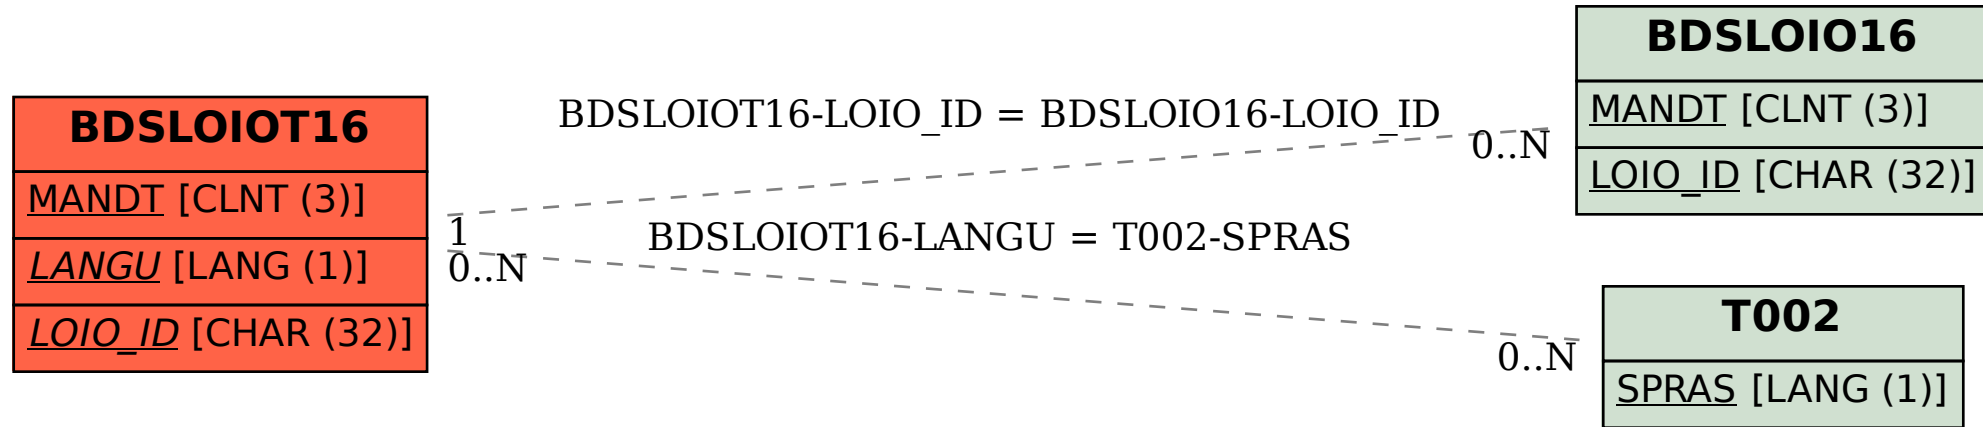 BDSLOIOT16
MANDT [CLNT (3)]
LANGU [LANG (1)]
LOIO_ID [CHAR (32)]
BDSLOIOT16-LOIO_ID = BDSLOIO16-LOIO_ID
1
0..N
BDSLOIOT16-LANGU = T002-SPRAS
0..N
0..N
BDSLOIO16
MANDT [CLNT (3)]
LOIO_ID [CHAR (32)]
T002
SPRAS [LANG (1)]